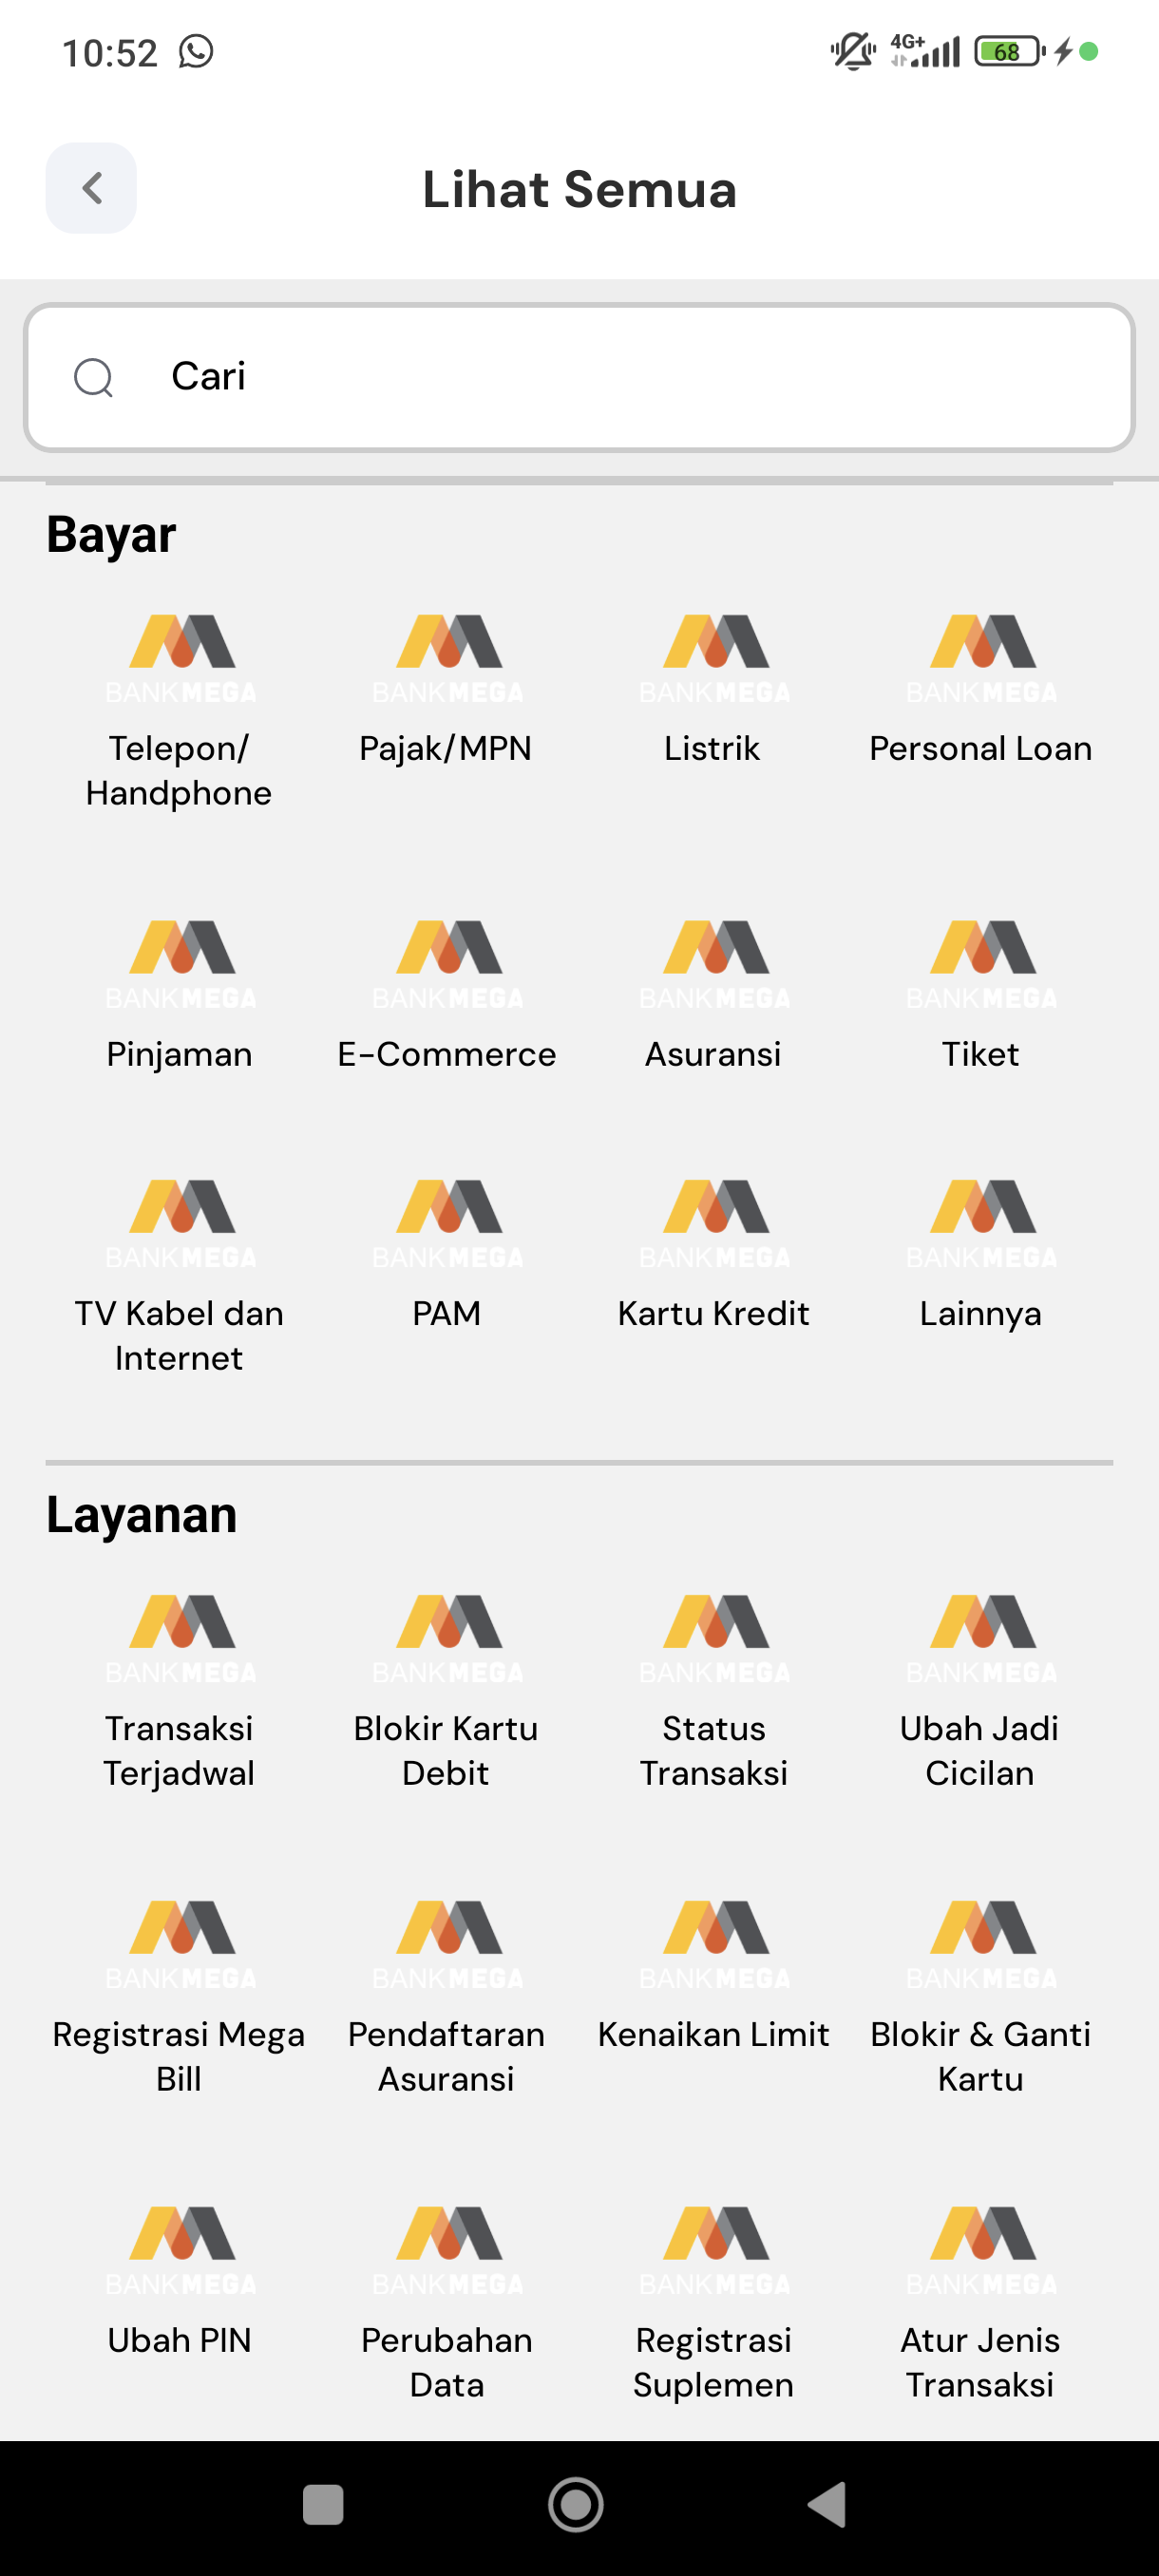 10:52
4G+
68
Lihat Semua
Cari
Bayar
BANKMEGA BANKMEGA BANKMEGA BANKMEGA
Telepon/ Pajak/MPN Listrik Personal Loan
Handphone
BANKMEGA BANKMEGA BANKMEGA BANKMEGA
Pinjaman E-Commerce Asuransi Tiket
BANKMEGA BANKMEGA BANKMEGA BANKMEGA
TV Kabel dan PAM Kartu Kredit Lainnya
Internet
Layanan
BANKMEGA BANKMEGA BANKMEGA BANKMEGA
Transaksi Blokir Kartu Status Ubah Jadi
Terjadwal Debit Transaksi Cicilan
BANKMEGA BANKMEGA BANKMEGA BANKMEGA
Registrasi Mega Pendaftaran Kenaikan Limit Blokir & Ganti
Bill Asuransi Kartu
BANKMEGA BANKMEGA BANKMEGA BANKMEGA
Ubah PIN Perubahan Registrasi Atur Jenis
Data Suplemen Transaksi